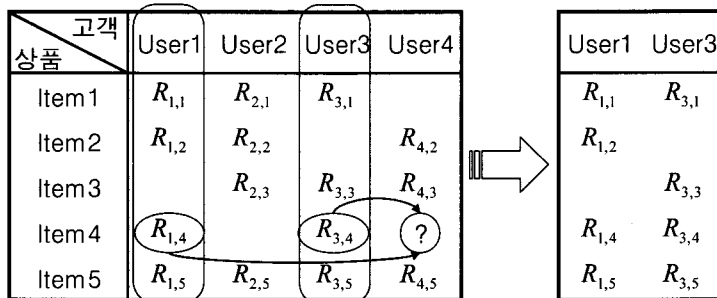 고객 User1 User2 User3 User4 User1 User3
상품
Item1 R1,1 R2,1 R3,1 R1,1 R3,1
Item2 R1,2 R2,2 R4,2 R1,2
Item3 R2,3 R3,3 R4,3 R3,3
Item4 R1,4 R3,4 ? R1,4 R3,4
Item5 R1,5 R2,5 R3,5 R4,5 R1,5 R3,5